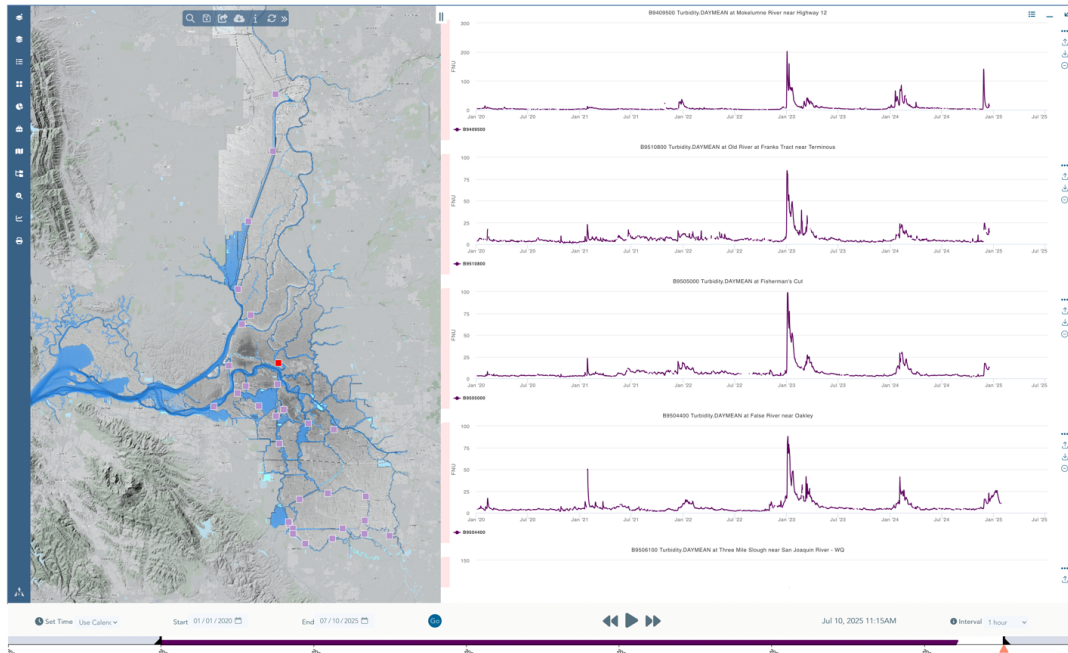 B9409500 Turbidity.DAYMEAN at Mokelumne River near Highway 12
300
200
100
0
FNU
Jan '20 Jul '20 Jan '21 Jul '21 Jan '22 Jul '22 Jan '23 Jul '23 Jan '24 Jul '24 Jan '25 Jul '25
B9409500
B9510800 Turbidity.DAYMEAN at Old River at Franks Tract near Terminous
100
75
50
25
0
FNU
Jan '20 Jul '20 Jan '21 Jul '21 Jan '22 Jul '22 Jan '23 Jul '23 Jan '24 Jul '24 Jan '25 Jul '25
B9510800
B9505000 Turbidity.DAYMEAN at Fisherman's Cut
100
75
50
25
0
FNU
Jan '20 Jul '20 Jan '21 Jul '21 Jan '22 Jul '22 Jan '23 Jul '23 Jan '24 Jul '24 Jan '25 Jul '25
B9505000
B9504400 Turbidity.DAYMEAN at False River near Oakley
100
75
50
25
0
FNU
Jan '20 Jul '20 Jan '21 Jul '21 Jan '22 Jul '22 Jan '23 Jul '23 Jan '24 Jul '24 Jan '25 Jul '25
B9504400
B9506100 Turbidity.DAYMEAN at Three Mile Slough near San Joaquin River - WQ
150
Set Time Use Calenc Start 01/01/2020 End 07/10/2025 Go Jul 10, 2025 11:15AM Interval 1 hour